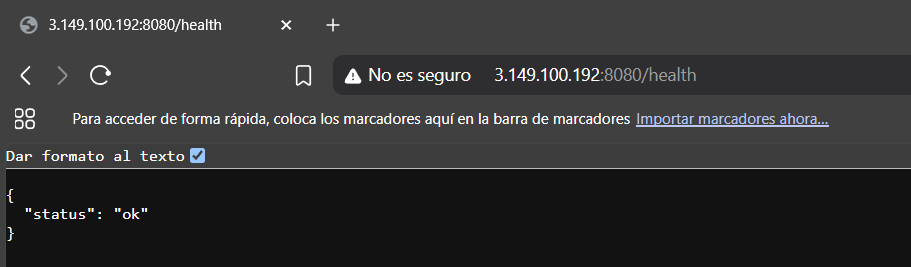 3.149.100.192:8080/health
No es seguro 3.149.100.192:8080/health
Para acceder de forma rápida, coloca los marcadores aquí en la barra de marcadores Importar marcadores ahora...
Dar formato al texto
{
  "status": "ok"
}